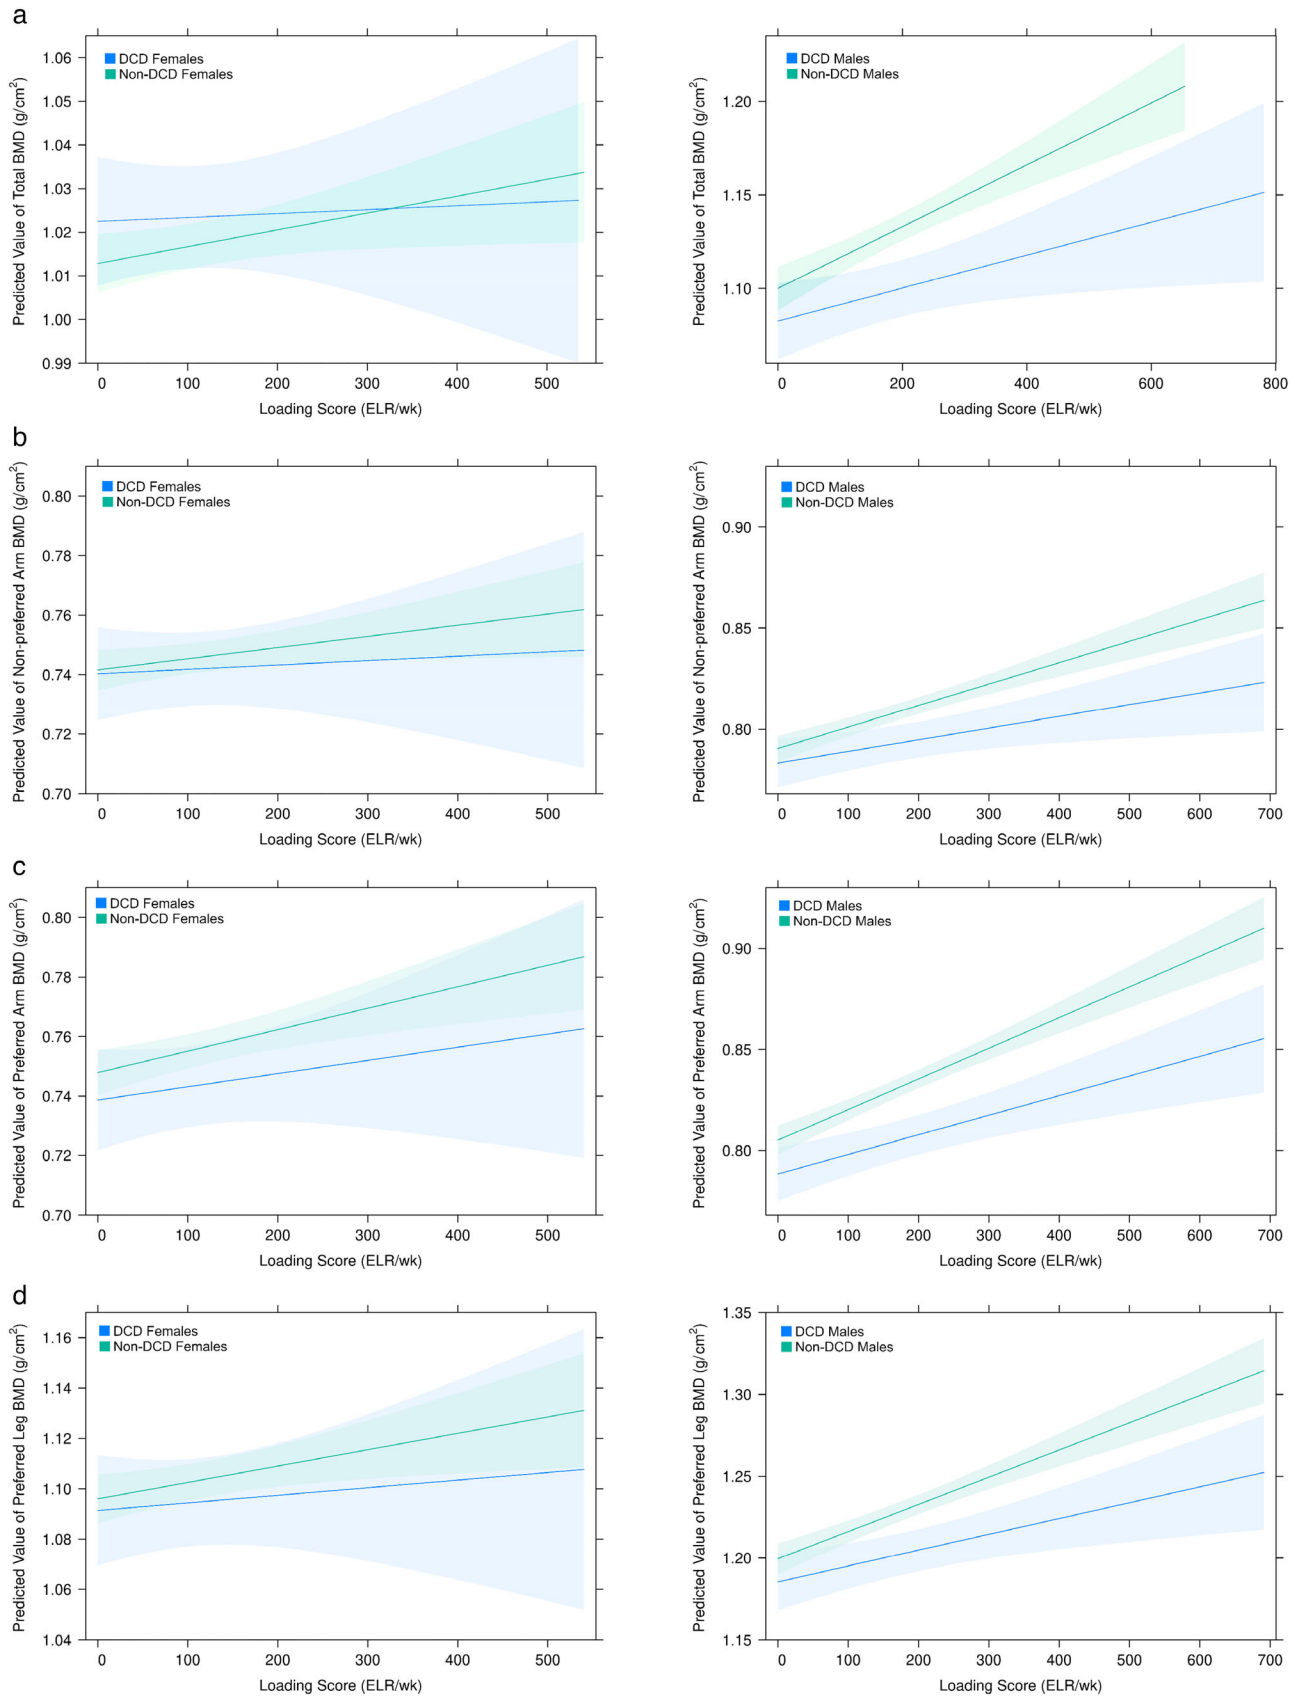 a
Predicted Value of Total BMD (g/cm²)
1.06
1.05
1.04
1.03
1.02
1.01
1.00
0.99
DCD Females
Non-DCD Females
0 100 200 300 400 500
Loading Score (ELR/wk)
Predicted Value of Total BMD (g/cm²)
1.20
1.15
1.10
DCD Males
Non-DCD Males
0 200 400 600 800
Loading Score (ELR/wk)
b
Predicted Value of Non-preferred Arm BMD (g/cm²)
0.80
0.78
0.76
0.74
0.72
0.70
DCD Females
Non-DCD Females
0 100 200 300 400 500
Loading Score (ELR/wk)
Predicted Value of Non-preferred Arm BMD (g/cm²)
0.90
0.85
0.80
DCD Males
Non-DCD Males
0 100 200 300 400 500 600 700
Loading Score (ELR/wk)
c
Predicted Value of Preferred Arm BMD (g/cm²)
0.80
0.78
0.76
0.74
0.72
0.70
DCD Females
Non-DCD Females
0 100 200 300 400 500
Loading Score (ELR/wk)
Predicted Value of Preferred Arm BMD (g/cm²)
0.90
0.85
0.80
DCD Males
Non-DCD Males
0 100 200 300 400 500 600 700
Loading Score (ELR/wk)
d
Predicted Value of Preferred Leg BMD (g/cm²)
1.16
1.14
1.12
1.10
1.08
1.06
1.04
DCD Females
Non-DCD Females
0 100 200 300 400 500
Loading Score (ELR/wk)
Predicted Value of Preferred Leg BMD (g/cm²)
1.35
1.30
1.25
1.20
1.15
DCD Males
Non-DCD Males
0 100 200 300 400 500 600 700
Loading Score (ELR/wk)